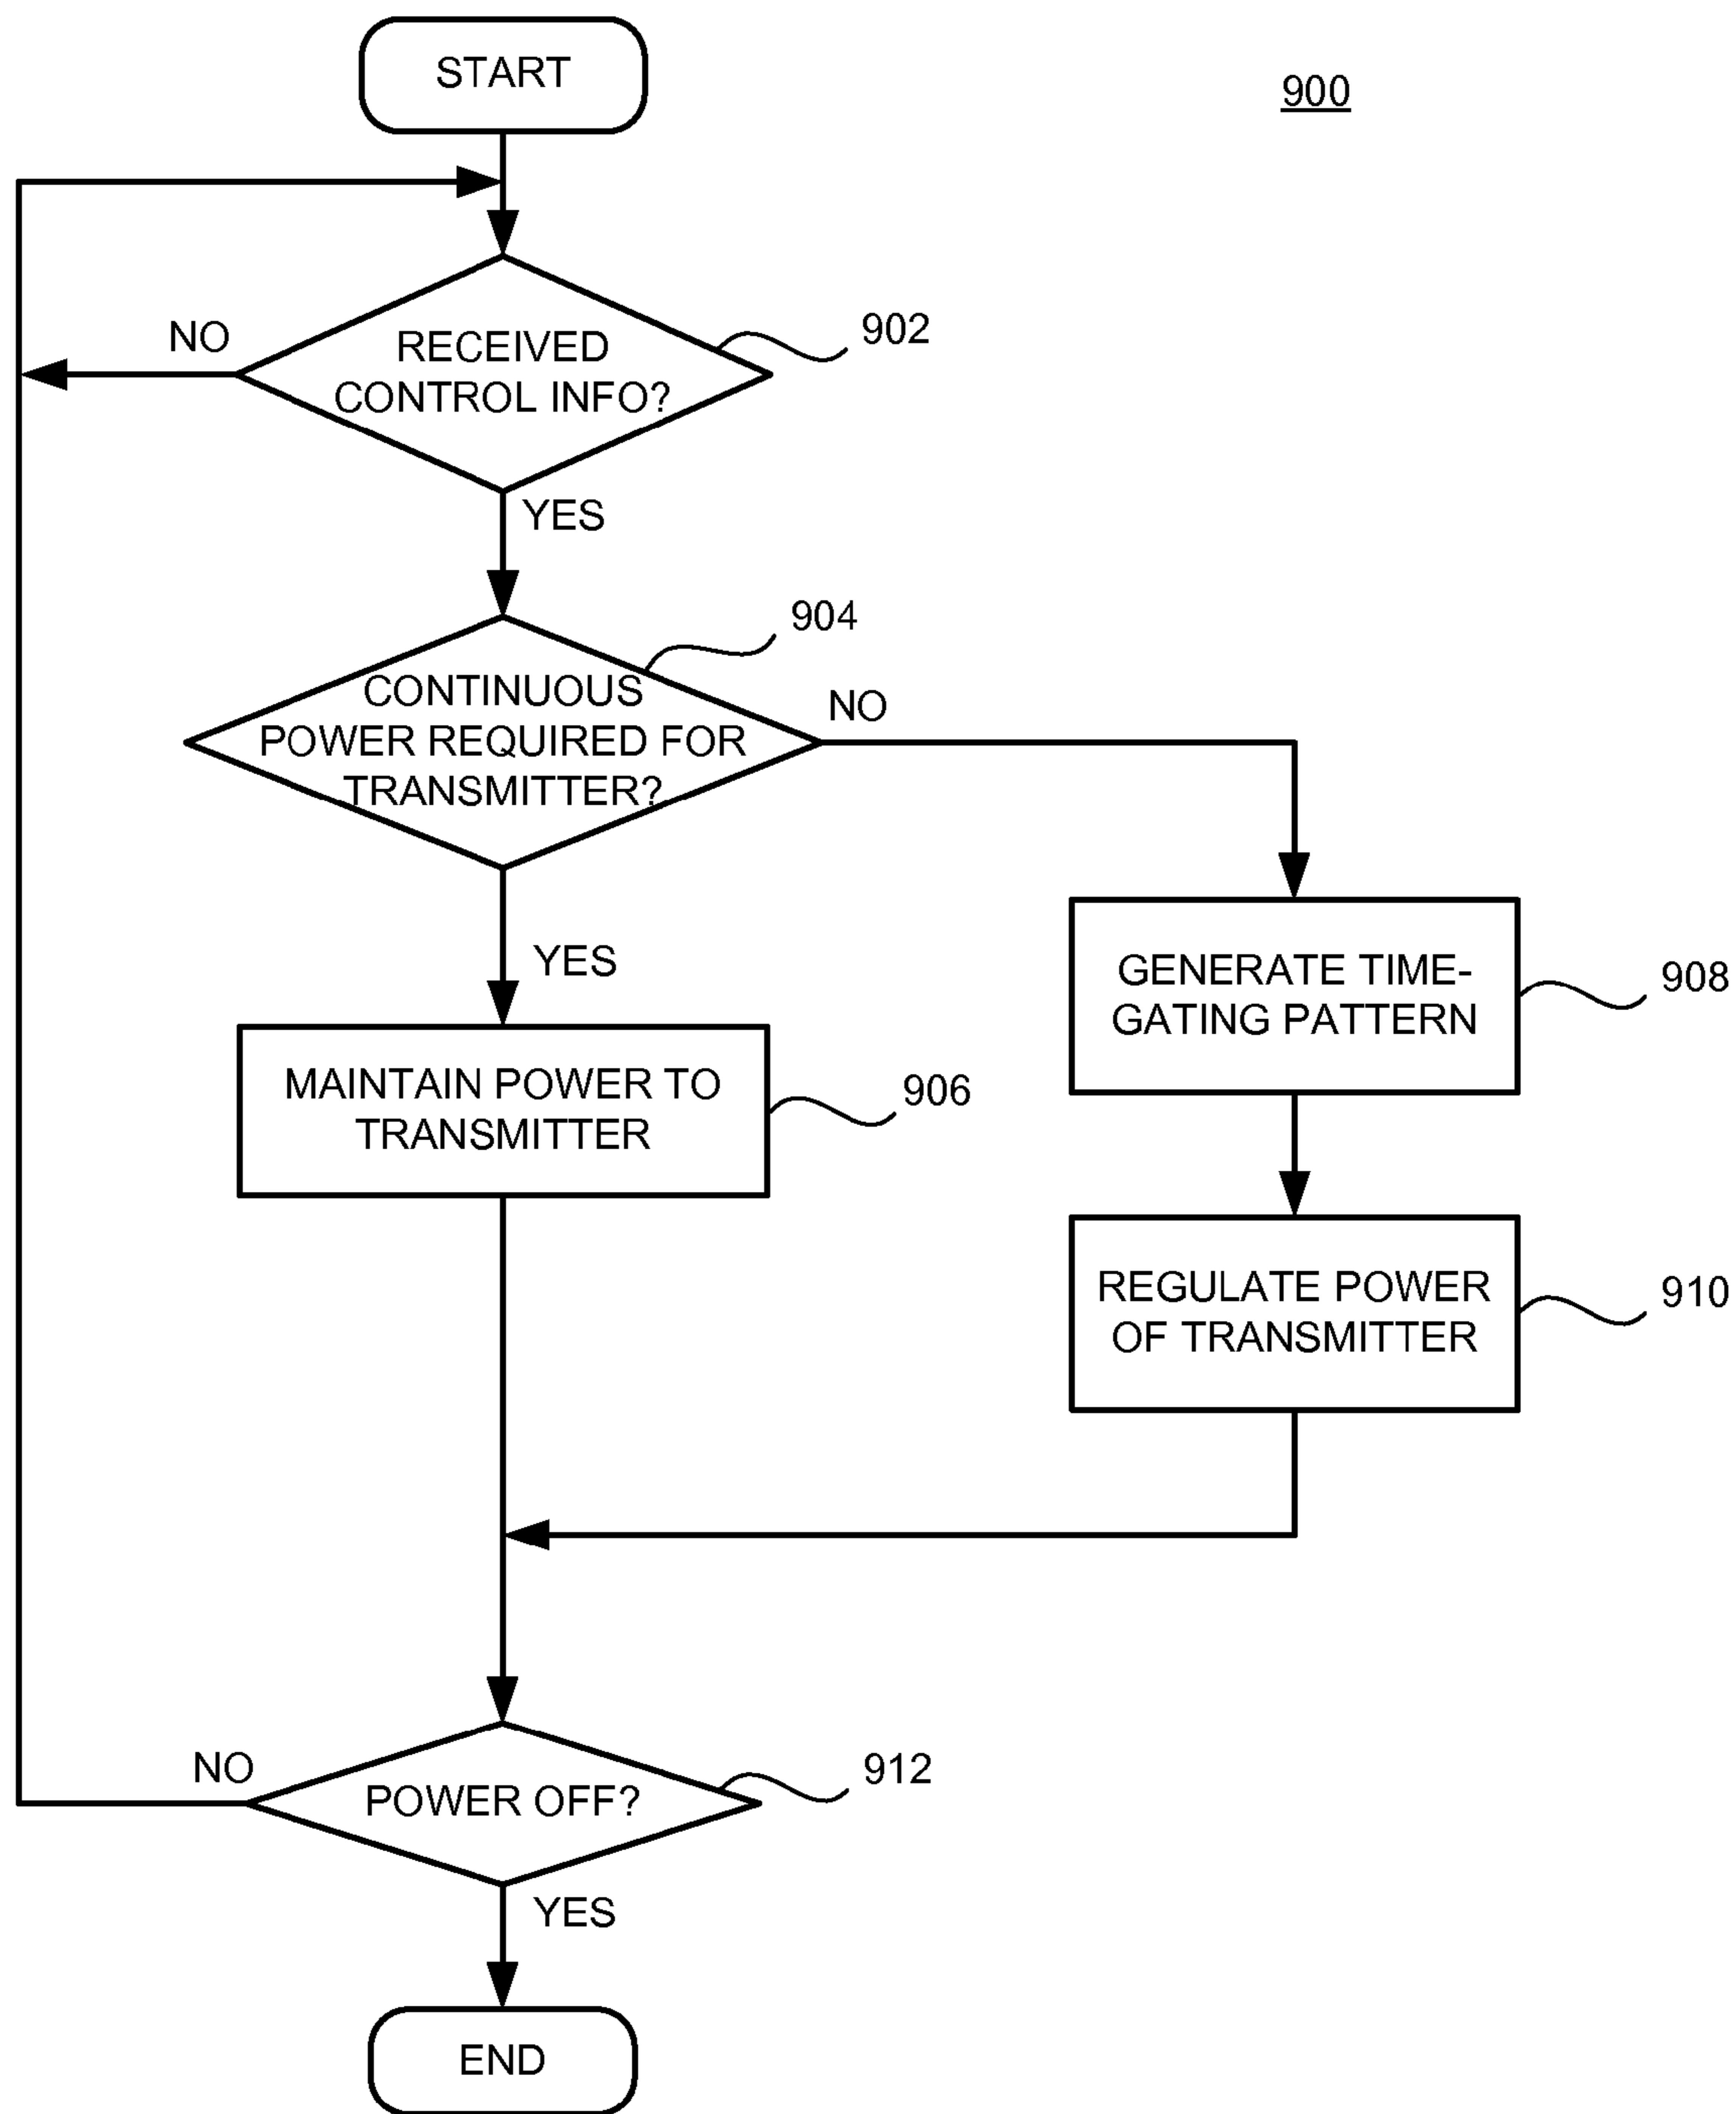 START
900
NO
RECEIVED
CONTROL INFO?
902
YES
904
CONTINUOUS
POWER REQUIRED FOR
TRANSMITTER?
NO
YES
GENERATE TIME-
GATING PATTERN
908
MAINTAIN POWER TO
TRANSMITTER
906
REGULATE POWER
OF TRANSMITTER
910
NO
POWER OFF?
912
YES
END